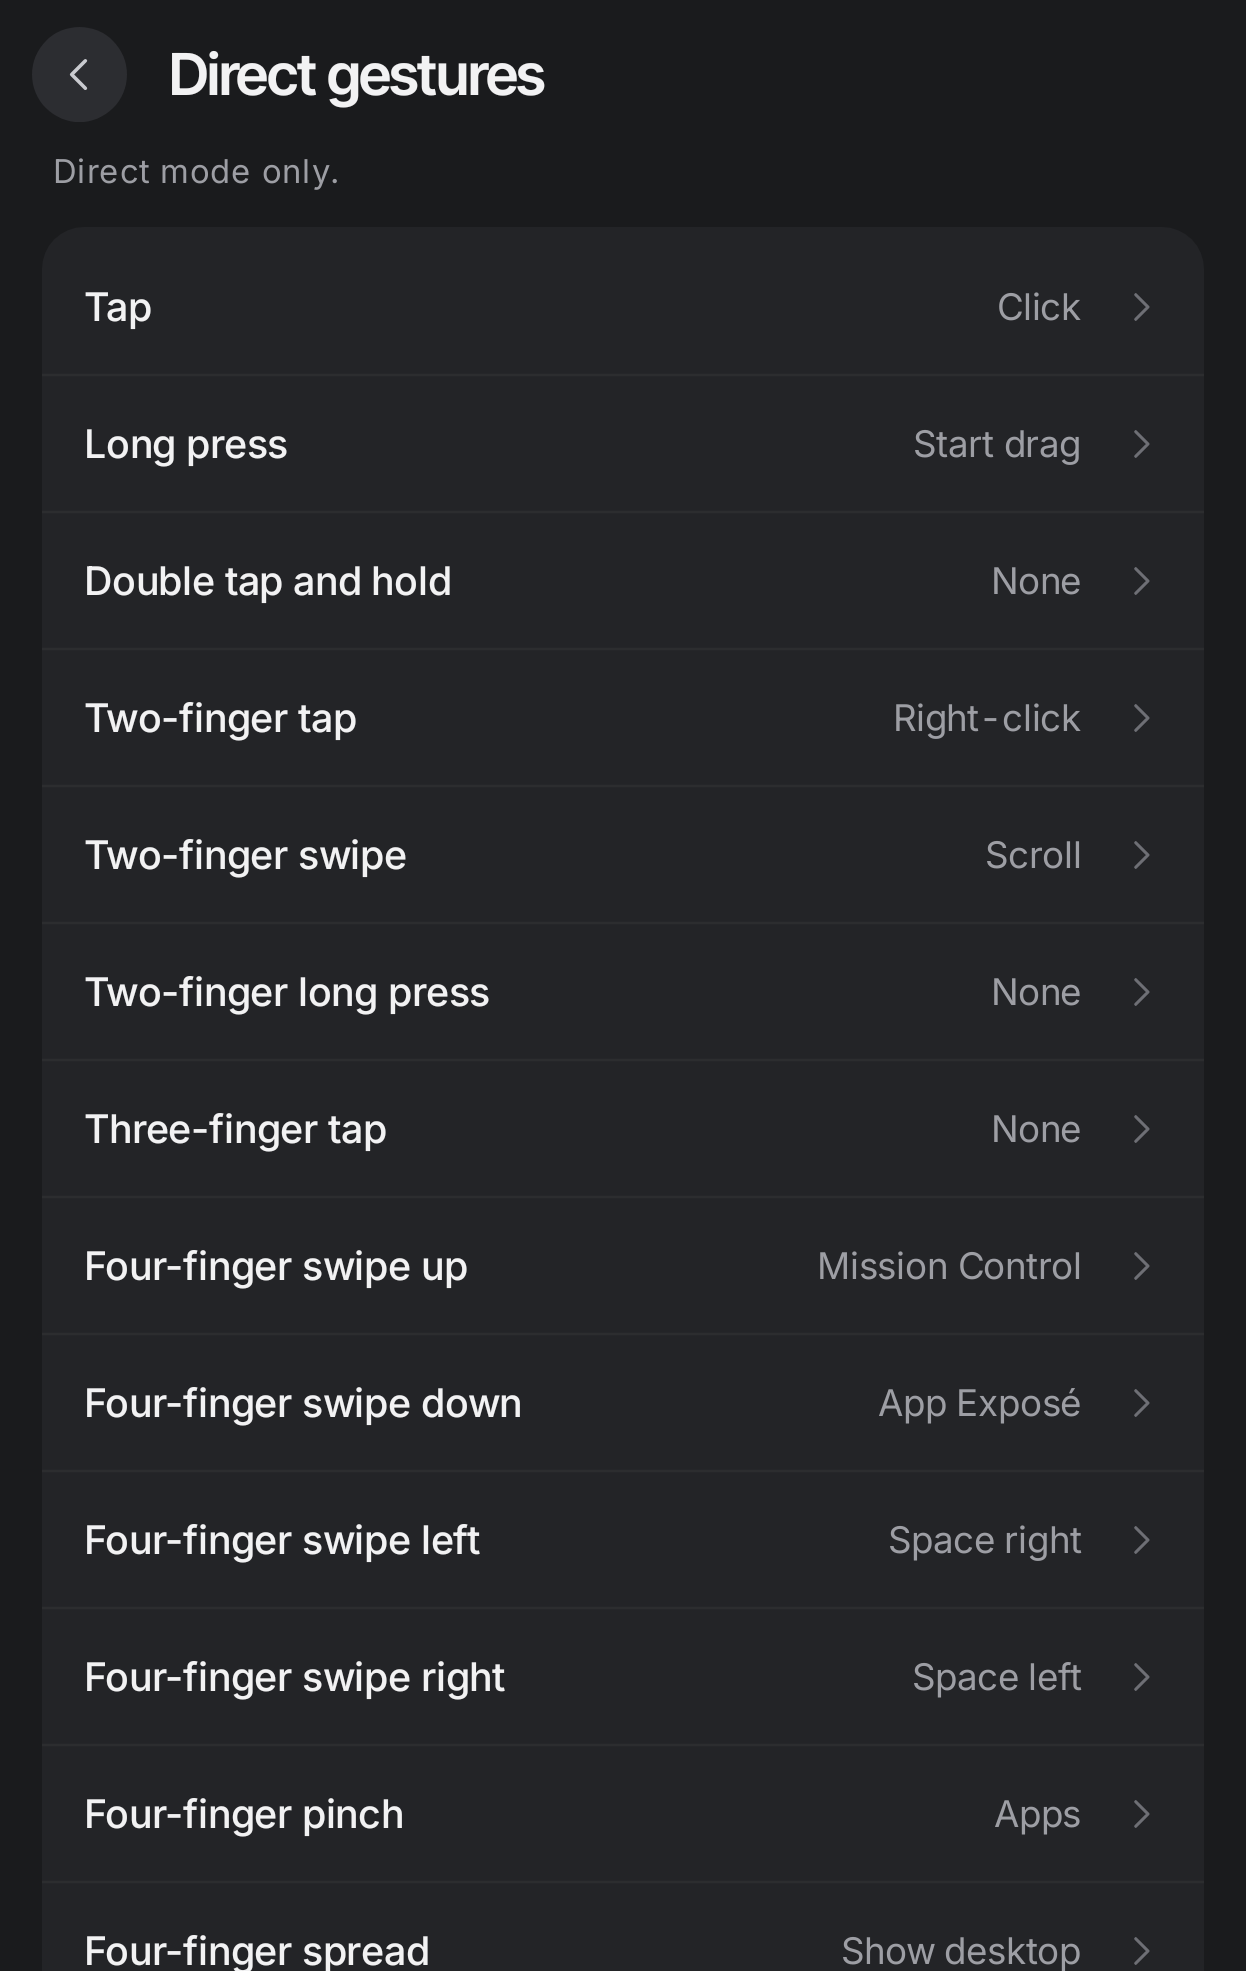 Direct gestures
Direct mode only.
Tap Click
Long press Start drag
Double tap and hold None
Two-finger tap Right-click
Two-finger swipe Scroll
Two-finger long press None
Three-finger tap None
Four-finger swipe up Mission Control
Four-finger swipe down App Exposé
Four-finger swipe left Space right
Four-finger swipe right Space left
Four-finger pinch Apps
Four-finger spread Show desktop